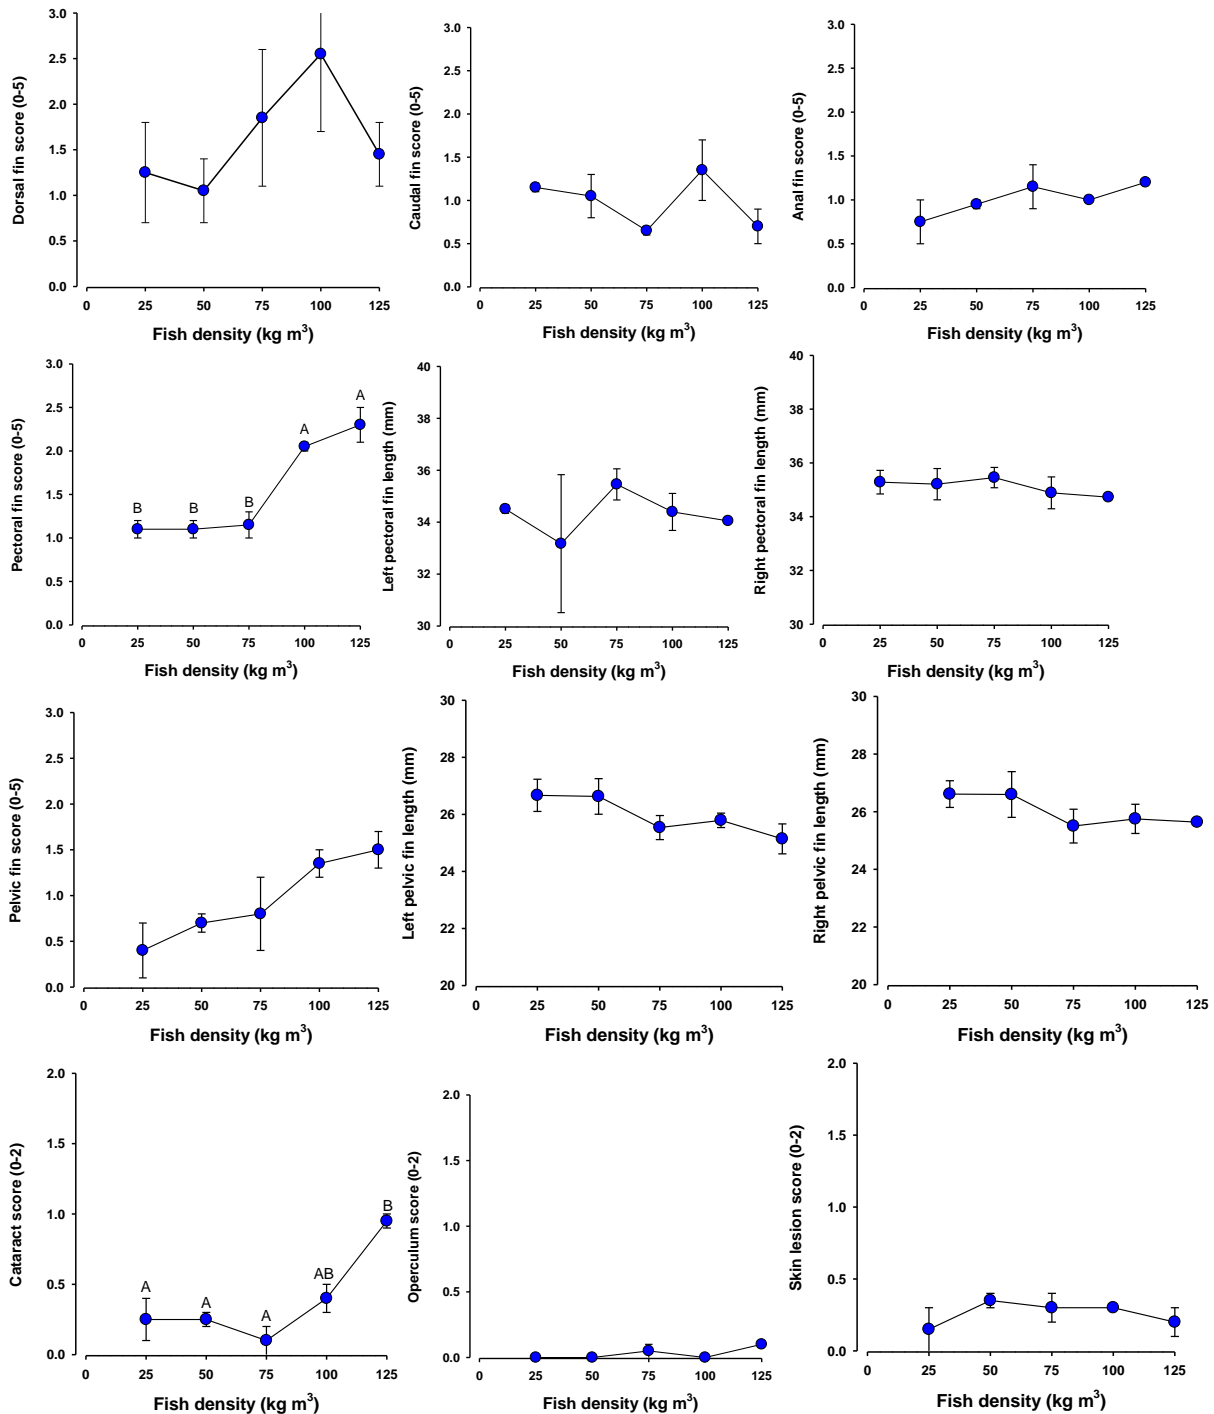 Dorsal fin score (0-5)
3.0
2.5
2.0
1.5
1.0
0.5
0.0
0 25 50 75 100 125
Fish density (kg m³)
Caudal fin score (0-5)
3.0
2.5
2.0
1.5
1.0
0.5
0.0
0 25 50 75 100 125
Fish density (kg m³)
Anal fin score (0-5)
3.0
2.5
2.0
1.5
1.0
0.5
0.0
0 25 50 75 100 125
Fish density (kg m³)
Pectoral fin score (0-5)
3.0
2.5
2.0
1.5
1.0
0.5
0.0
B B B A A
0 25 50 75 100 125
Fish density (kg m³)
Left pectoral fin length (mm)
40
38
36
34
32
30
0 25 50 75 100 125
Fish density (kg m³)
Right pectoral fin length (mm)
40
38
36
34
32
30
0 25 50 75 100 125
Fish density (kg m³)
Pelvic fin score (0-5)
3.0
2.5
2.0
1.5
1.0
0.5
0.0
0 25 50 75 100 125
Fish density (kg m³)
Left pelvic fin length (mm)
30
28
26
24
22
20
0 25 50 75 100 125
Fish density (kg m³)
Right pelvic fin length (mm)
30
28
26
24
22
20
0 25 50 75 100 125
Fish density (kg m³)
Cataract score (0-2)
2.0
1.5
1.0
0.5
0.0
A A A AB B
0 25 50 75 100 125
Fish density (kg m³)
Operculum score (0-2)
2.0
1.5
1.0
0.5
0.0
0 25 50 75 100 125
Fish density (kg m³)
Skin lesion score (0-2)
2.0
1.5
1.0
0.5
0.0
0 25 50 75 100 125
Fish density (kg m³)